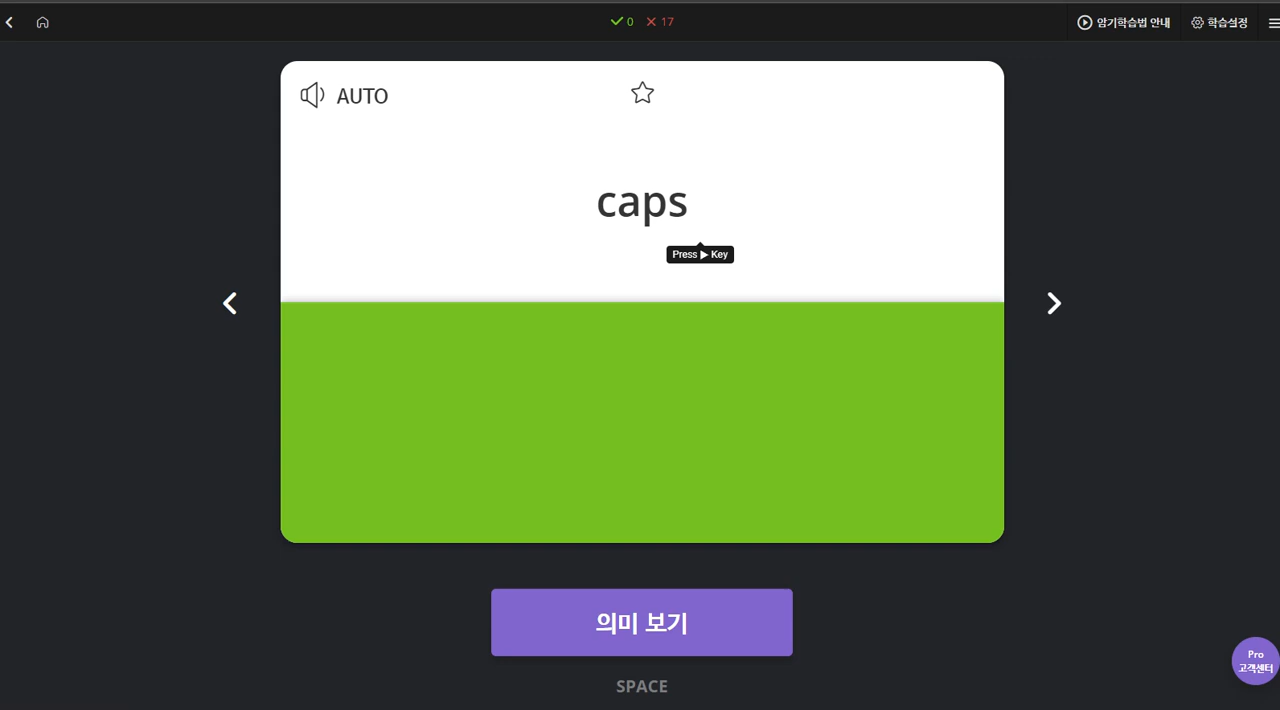 0 17 암기학습법 안내 학습설정
AUTO
caps
Press ▶ Key
의미 보기
SPACE
Pro
고객센터